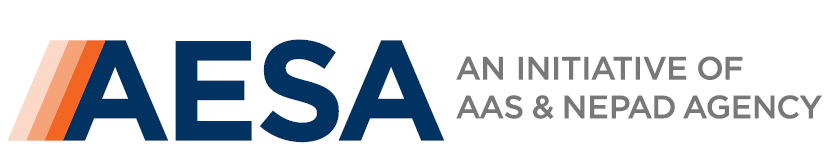 AESA
AN INITIATIVE OF
AAS & NEPAD AGENCY